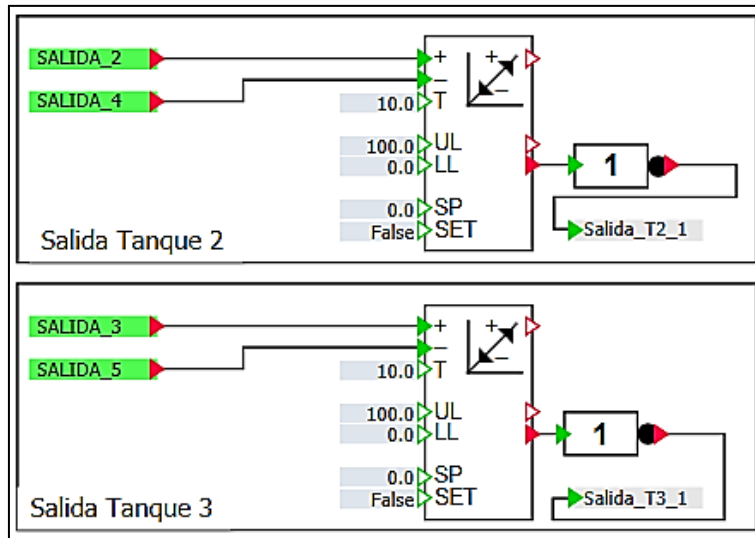 SALIDA_2
+
+
SALIDA_4
−
−
10.0 T
100.0 UL
0.0 LL
1
0.0 SP
False SET
Salida_T2_1
Salida Tanque 2
SALIDA_3
+
+
SALIDA_5
−
−
10.0 T
100.0 UL
0.0 LL
1
0.0 SP
False SET
Salida_T3_1
Salida Tanque 3